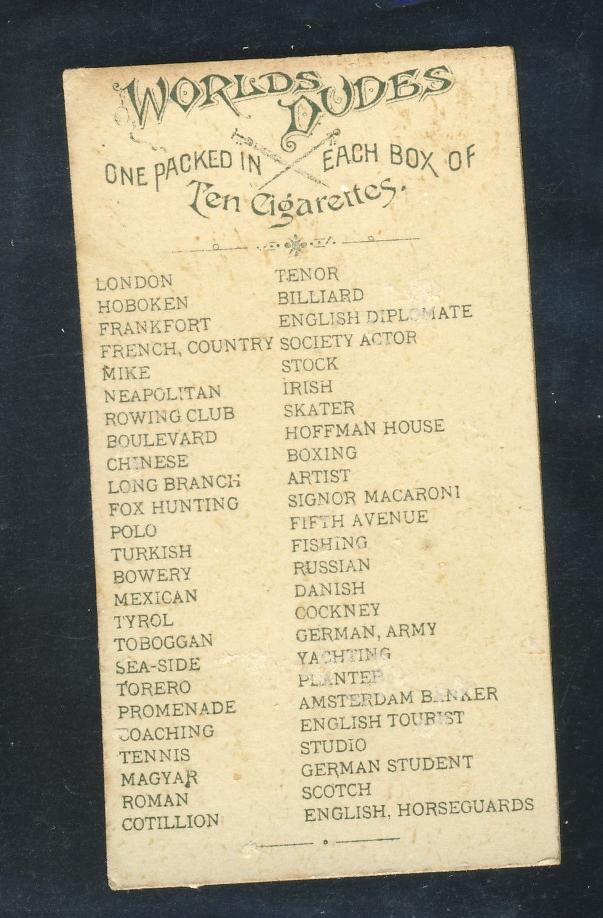 WORLDS
DUDES
ONE PACKED IN EACH BOX OF
Ten Cigarettes.
LONDON
HOBOKEN
FRANKFORT
FRENCH, COUNTRY
MIKE
NEAPOLITAN
ROWING CLUB
BOULEVARD
CHINESE
LONG BRANCH
FOX HUNTING
POLO
TURKISH
BOWERY
MEXICAN
TYROL
TOBOGGAN
SEA-SIDE
TORERO
PROMENADE
COACHING
TENNIS
MAGYAR
ROMAN
COTILLION
TENOR
BILLIARD
ENGLISH DIPLOMATE
SOCIETY ACTOR
STOCK
IRISH
SKATER
HOFFMAN HOUSE
BOXING
ARTIST
SIGNOR MACARONI
FIFTH AVENUE
FISHING
RUSSIAN
DANISH
COCKNEY
GERMAN, ARMY
YACHTING
PLANTER
AMSTERDAM BANKER
ENGLISH TOURIST
STUDIO
GERMAN STUDENT
SCOTCH
ENGLISH, HORSEGUARDS